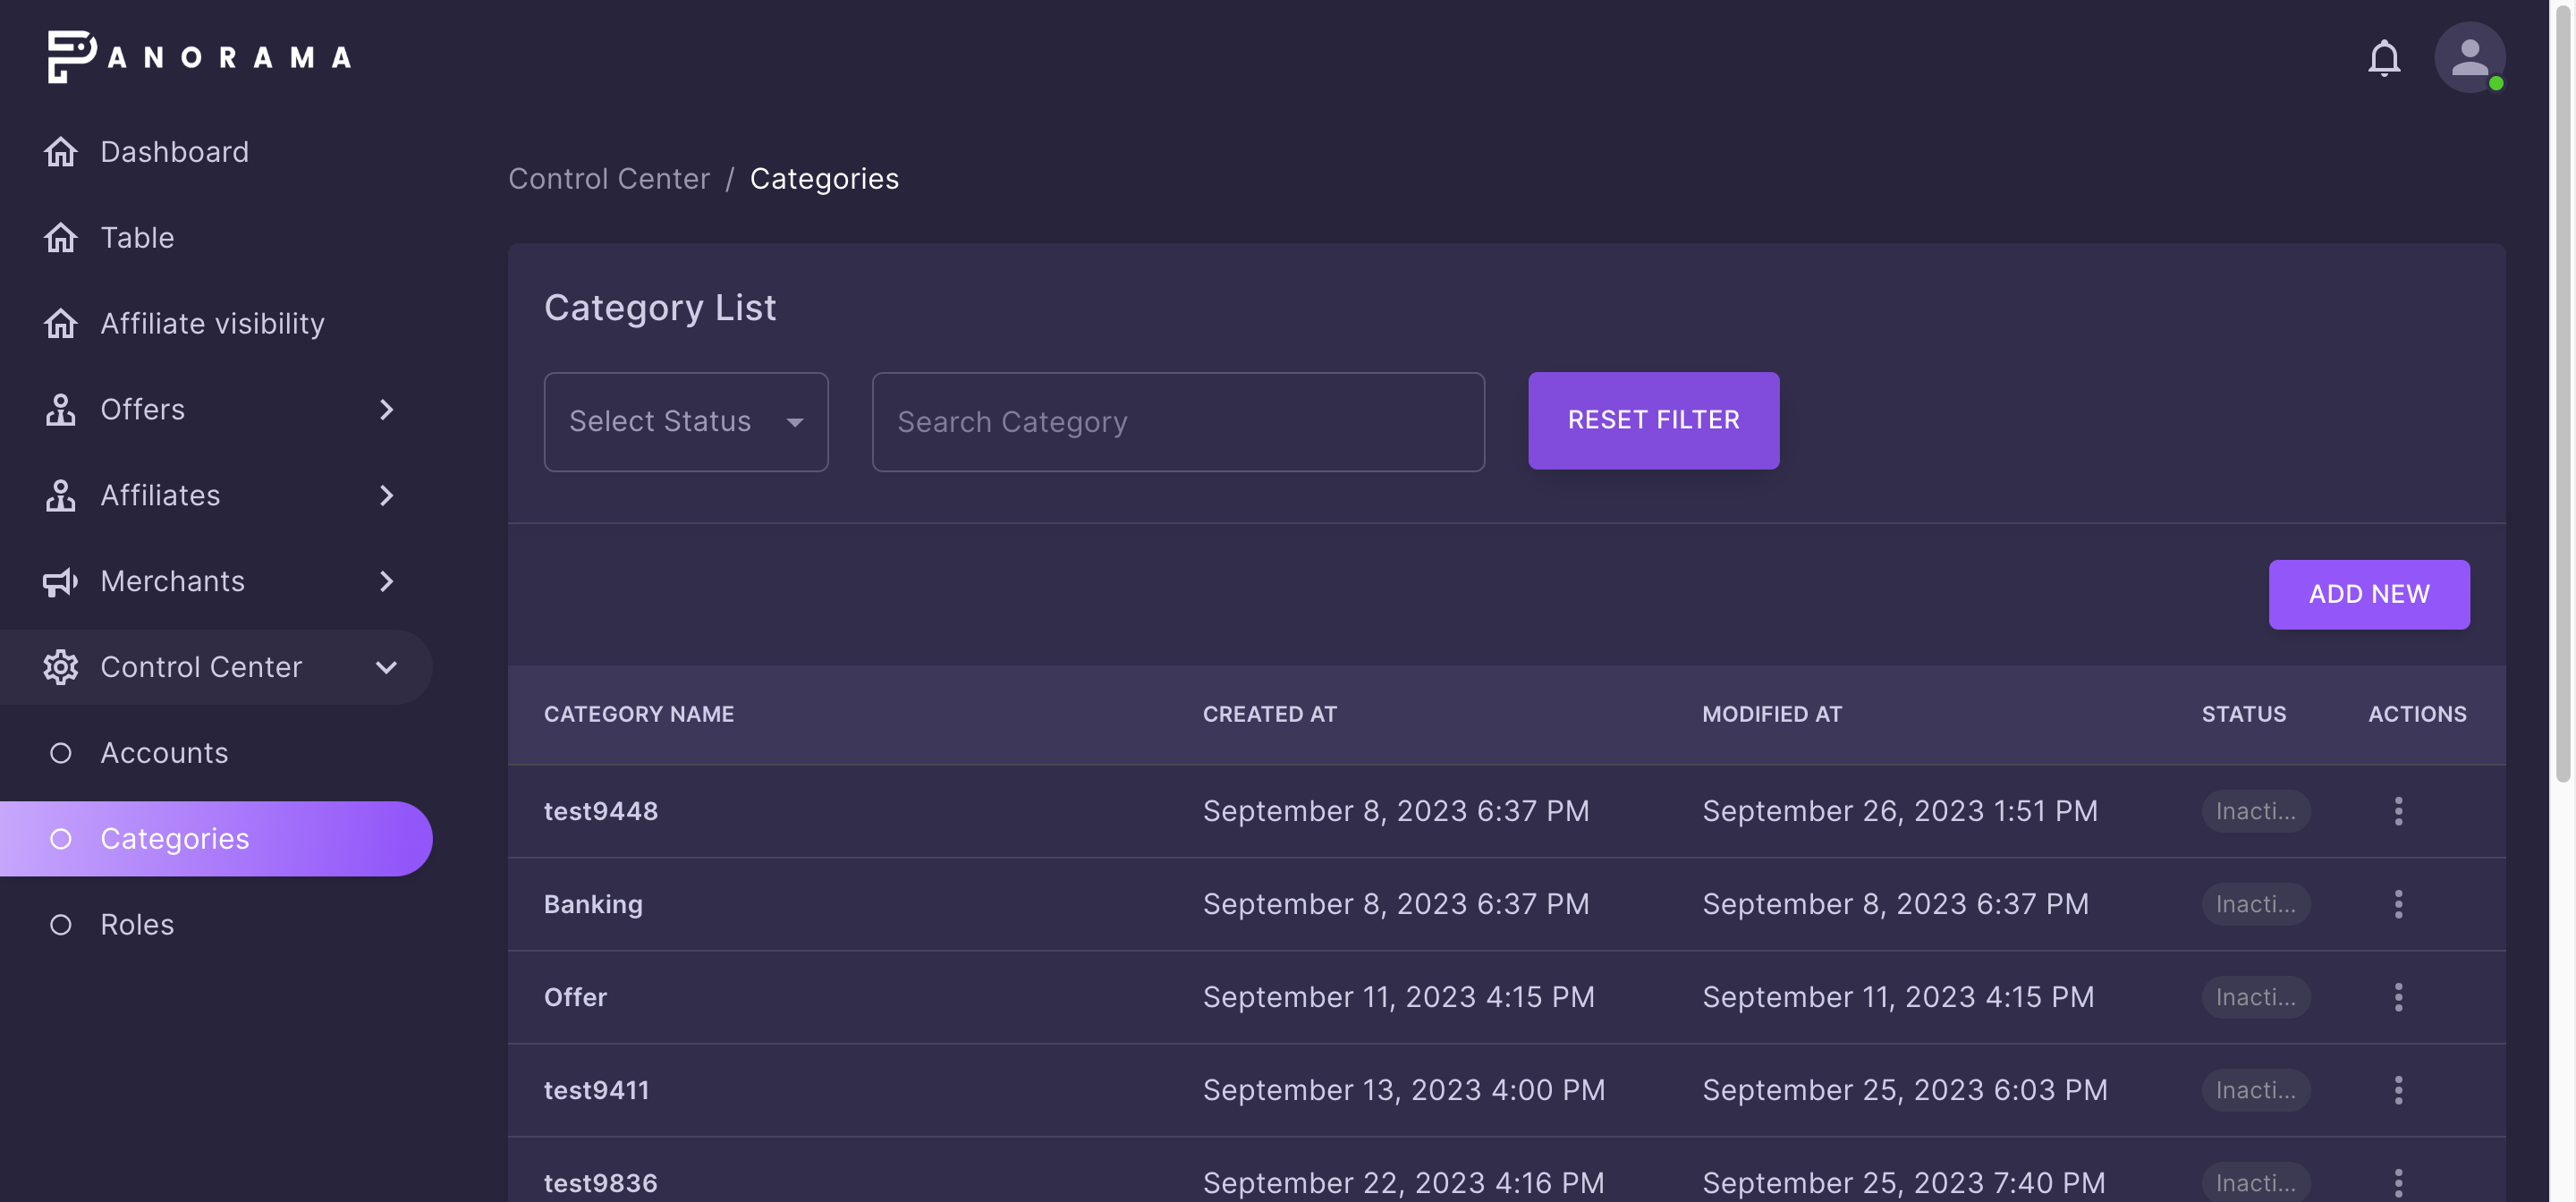 PANORAMA
Dashboard
Table
Affiliate visibility
Offers
Affiliates
Merchants
Control Center
Accounts
Categories
Roles
Control Center / Categories
Category List
Select Status
Search Category
RESET FILTER
ADD NEW
CATEGORY NAME CREATED AT MODIFIED AT STATUS ACTIONS
test9448 September 8, 2023 6:37 PM September 26, 2023 1:51 PM Inacti...
Banking September 8, 2023 6:37 PM September 8, 2023 6:37 PM Inacti...
Offer September 11, 2023 4:15 PM September 11, 2023 4:15 PM Inacti...
test9411 September 13, 2023 4:00 PM September 25, 2023 6:03 PM Inacti...
test9836 September 22, 2023 4:16 PM September 25, 2023 7:40 PM Inacti...